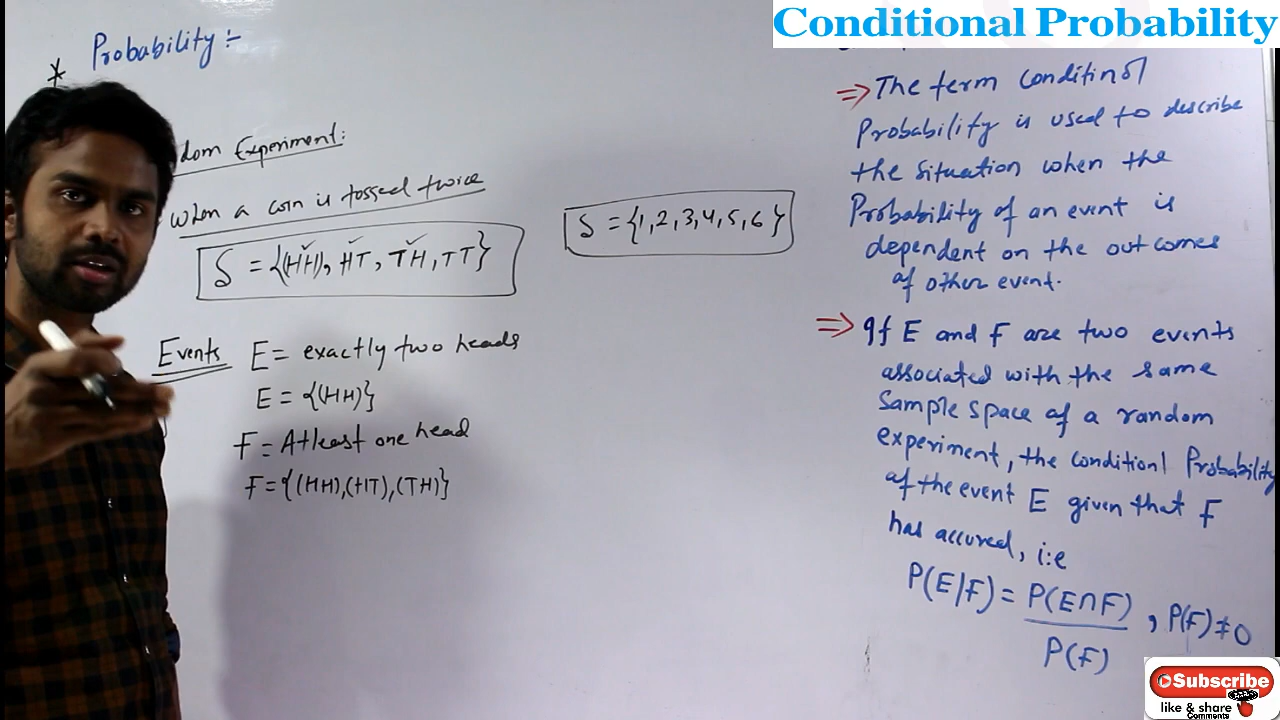 Conditional Probability
* Probability :-
dom Experiment:
When a coin is tossed twice
S = {(HH), HT, TH, TT}
S = {1,2,3,4,5,6}
Events E = exactly two heads
E = {(HH)}
F = Atleast one head
F = {(HH),(HT),(TH)}
⇒ The term
Probability is used to describe
the situation when the
Probability of an event is
dependent on the outcomes
of other event.
⇒ If E and F are two events
associated with the same
sample space of a random
experiment, the Probability
of the event E given that F
has accured, i:e
P(E|F) = P(E∩F) / P(F) , P(F) ≠ 0
Subscribe
like & share
Comments